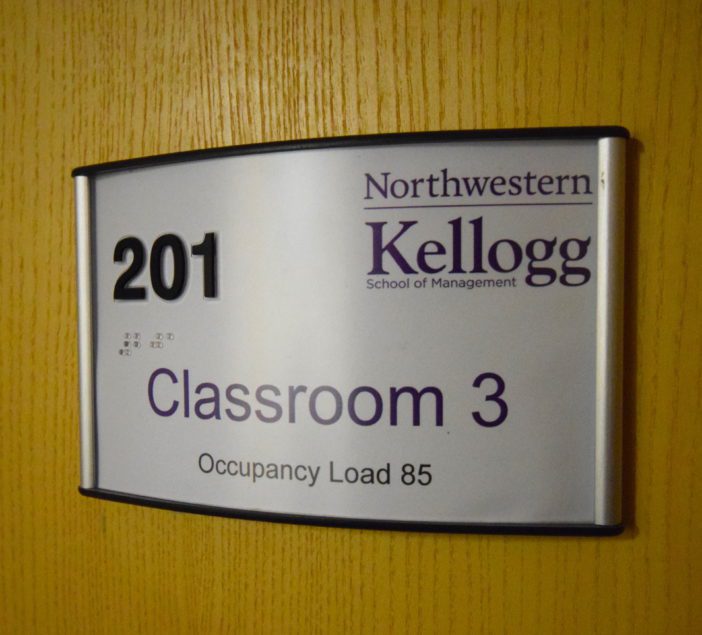 Northwestern
Kellogg
School of Management
201
Classroom 3
Occupancy Load 85